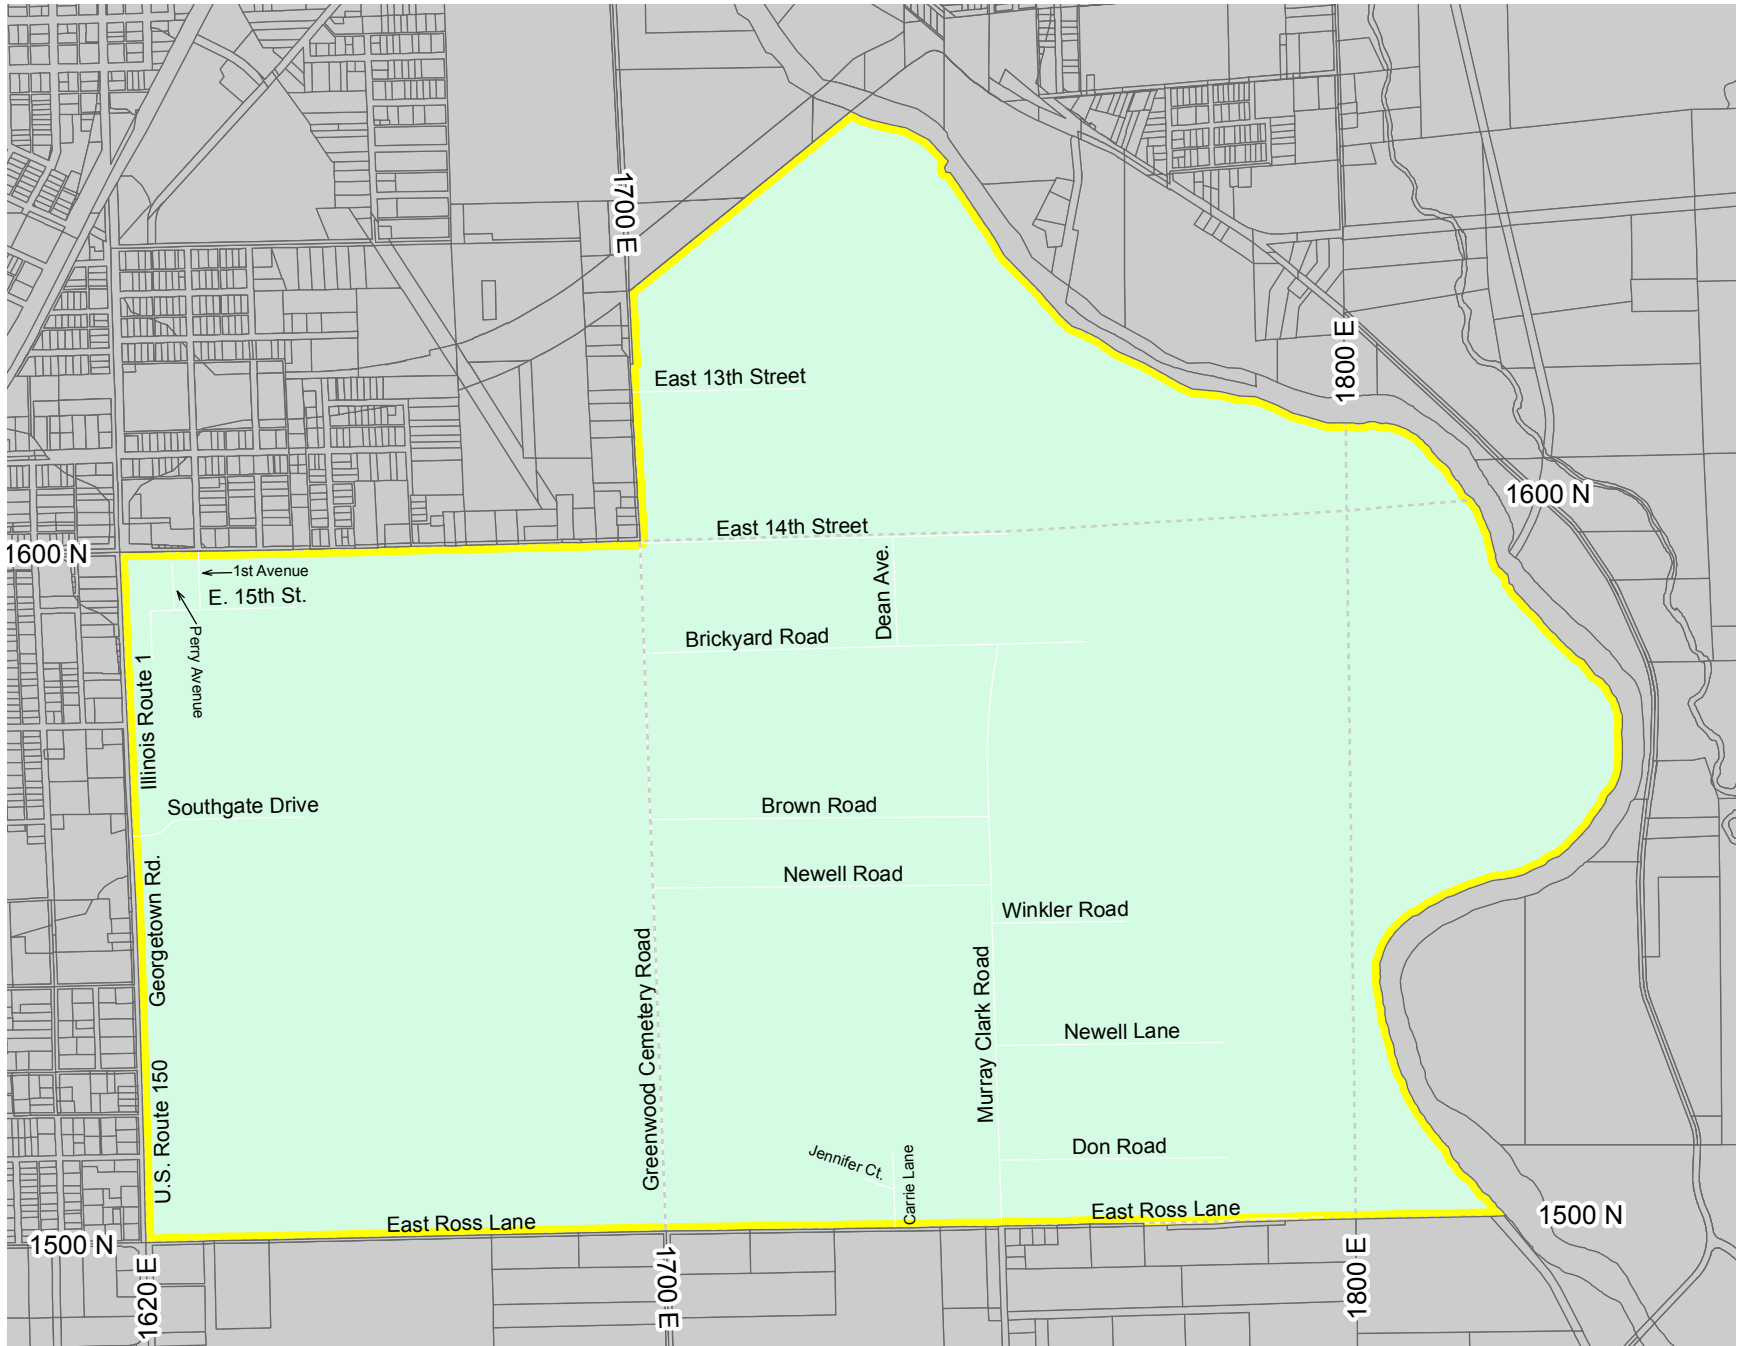 1700 E
1800 E
East 13th Street
1600 N
East 14th Street
1600 N
1st Avenue
E. 15th St.
Dean Ave.
Perry Avenue
Brickyard Road
Illinois Route 1
Southgate Drive
Brown Road
Georgetown Rd.
Newell Road
Winkler Road
Greenwood Cemetery Road
Murray Clark Road
Newell Lane
U.S. Route 150
Don Road
Jennifer Ct.
Carrie Lane
East Ross Lane
East Ross Lane
1500 N
1500 N
1620 E
1700 E
1800 E